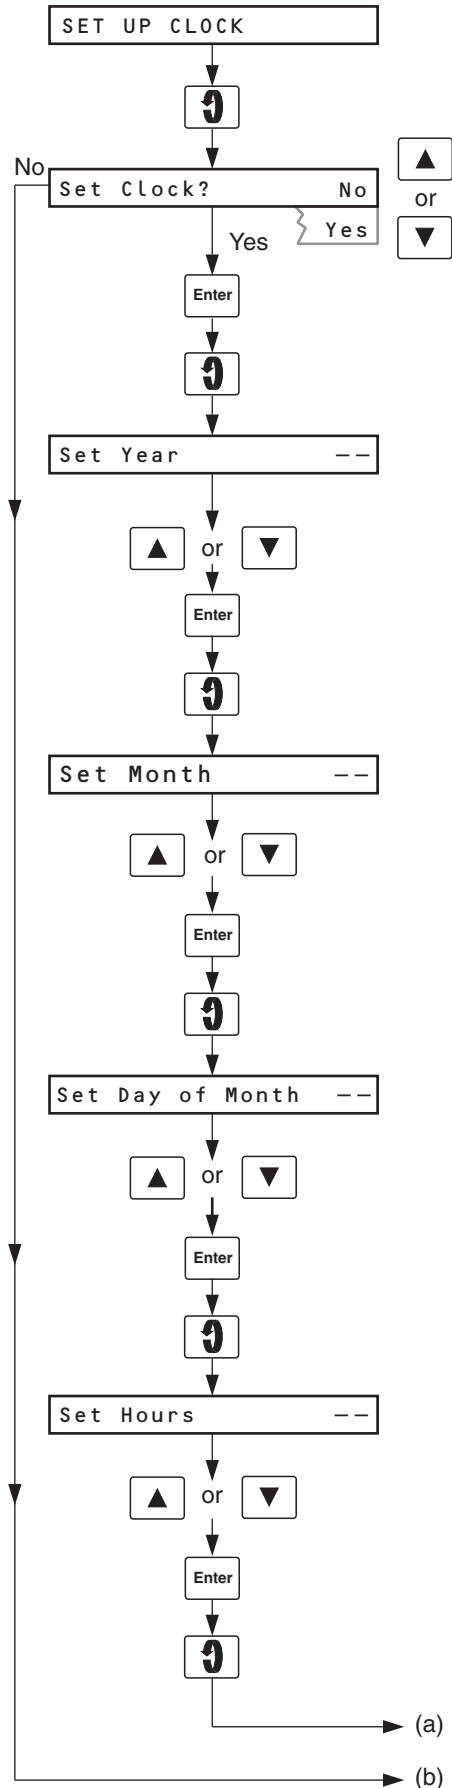 SET UP CLOCK
No
Set Clock? No
or
Yes
Yes
Enter
Set Year – –
or
Enter
Set Month – –
or
Enter
Set Day of Month – –
or
Enter
Set Hours – –
or
Enter
(a)
(b)